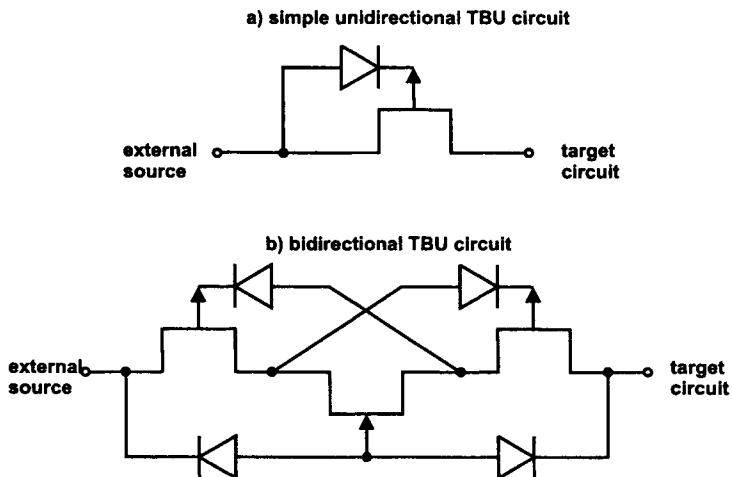 a) simple unidirectional TBU circuit
external
source
target
circuit
b) bidirectional TBU circuit
external
source
target
circuit